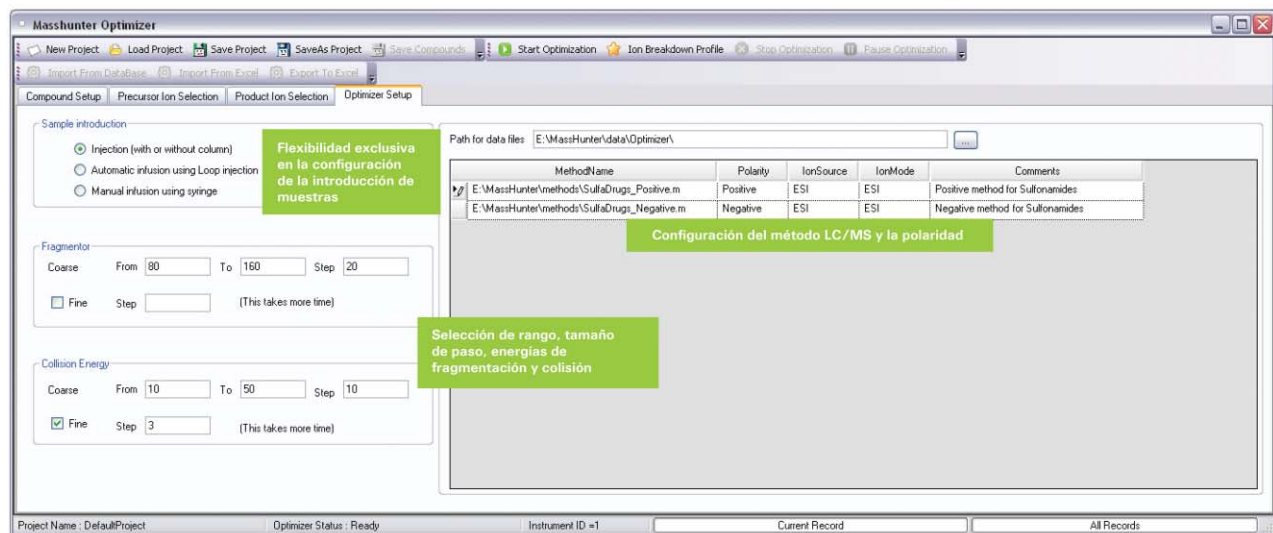 Masshunter Optimizer
New Project Load Project Save Project SaveAs Project Save Compounds Start Optimization Ion Breakdown Profile Stop Optimization Pause Optimization
Import From DataBase Import From Excel Export To Excel
Compound Setup Precursor Ion Selection Product Ion Selection Optimizer Setup
Sample introduction
Injection (with or without column)
Automatic infusion using Loop injection
Manual infusion using syringe
Flexibilidad exclusiva
en la configuración
de la introducción de
muestras
Path for data files E:\MassHunter\data\Optimizer\ ...
MethodName Polarity IonSource IonMode Comments
E:\MassHunter\methods\SulfaDrugs_Positive.m Positive ESI ESI Positive method for Sulfonamides
E:\MassHunter\methods\SulfaDrugs_Negative.m Negative ESI ESI Negative method for Sulfonamides
Configuración del método LC/MS y la polaridad
Fragmentor
Coarse From 80 To 160 Step 20
Fine Step (This takes more time)
Selección de rango, tamaño
de paso, energías de
fragmentación y colisión
Collision Energy
Coarse From 10 To 50 Step 10
Fine Step 3 (This takes more time)
Project Name : DefaultProject Optimizer Status : Ready Instrument ID =1 Current Record All Records